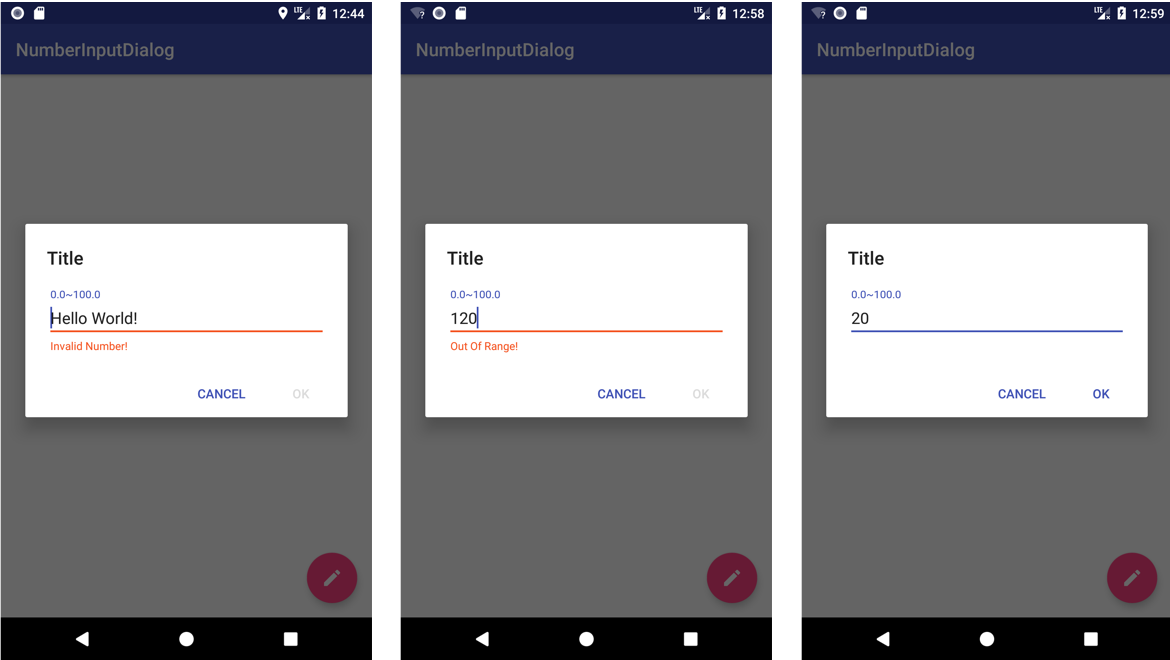 LTE 12:44
NumberInputDialog
Title
0.0~100.0
Hello World!
Invalid Number!
CANCEL OK
? LTE 12:58
NumberInputDialog
Title
0.0~100.0
120
Out Of Range!
CANCEL OK
? LTE 12:59
NumberInputDialog
Title
0.0~100.0
20
CANCEL OK